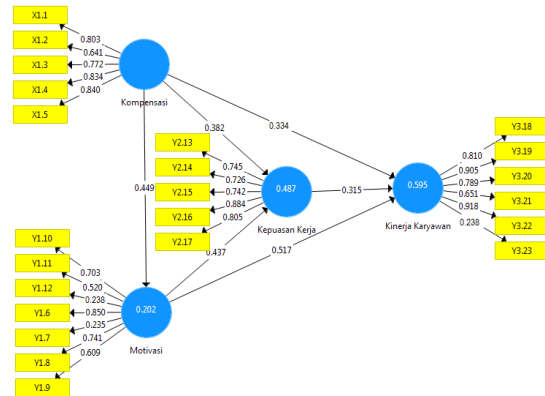 X1.1
X1.2
X1.3
X1.4
X1.5
0.803
0.641
0.772
0.834
0.840
Kompensasi
0.382
0.334
0.449
Y2.13
Y2.14
Y2.15
Y2.16
Y2.17
0.745
0.726
0.742
0.884
0.805
0.487
Kepuasan Kerja
0.315
0.437
0.517
0.595
Kinerja Karyawan
0.810
0.905
0.789
0.651
0.918
0.238
Y3.18
Y3.19
Y3.20
Y3.21
Y3.22
Y3.23
Y1.10
Y1.11
Y1.12
Y1.6
Y1.7
Y1.8
Y1.9
0.703
0.520
0.238
0.850
0.235
0.741
0.609
0.202
Motivasi